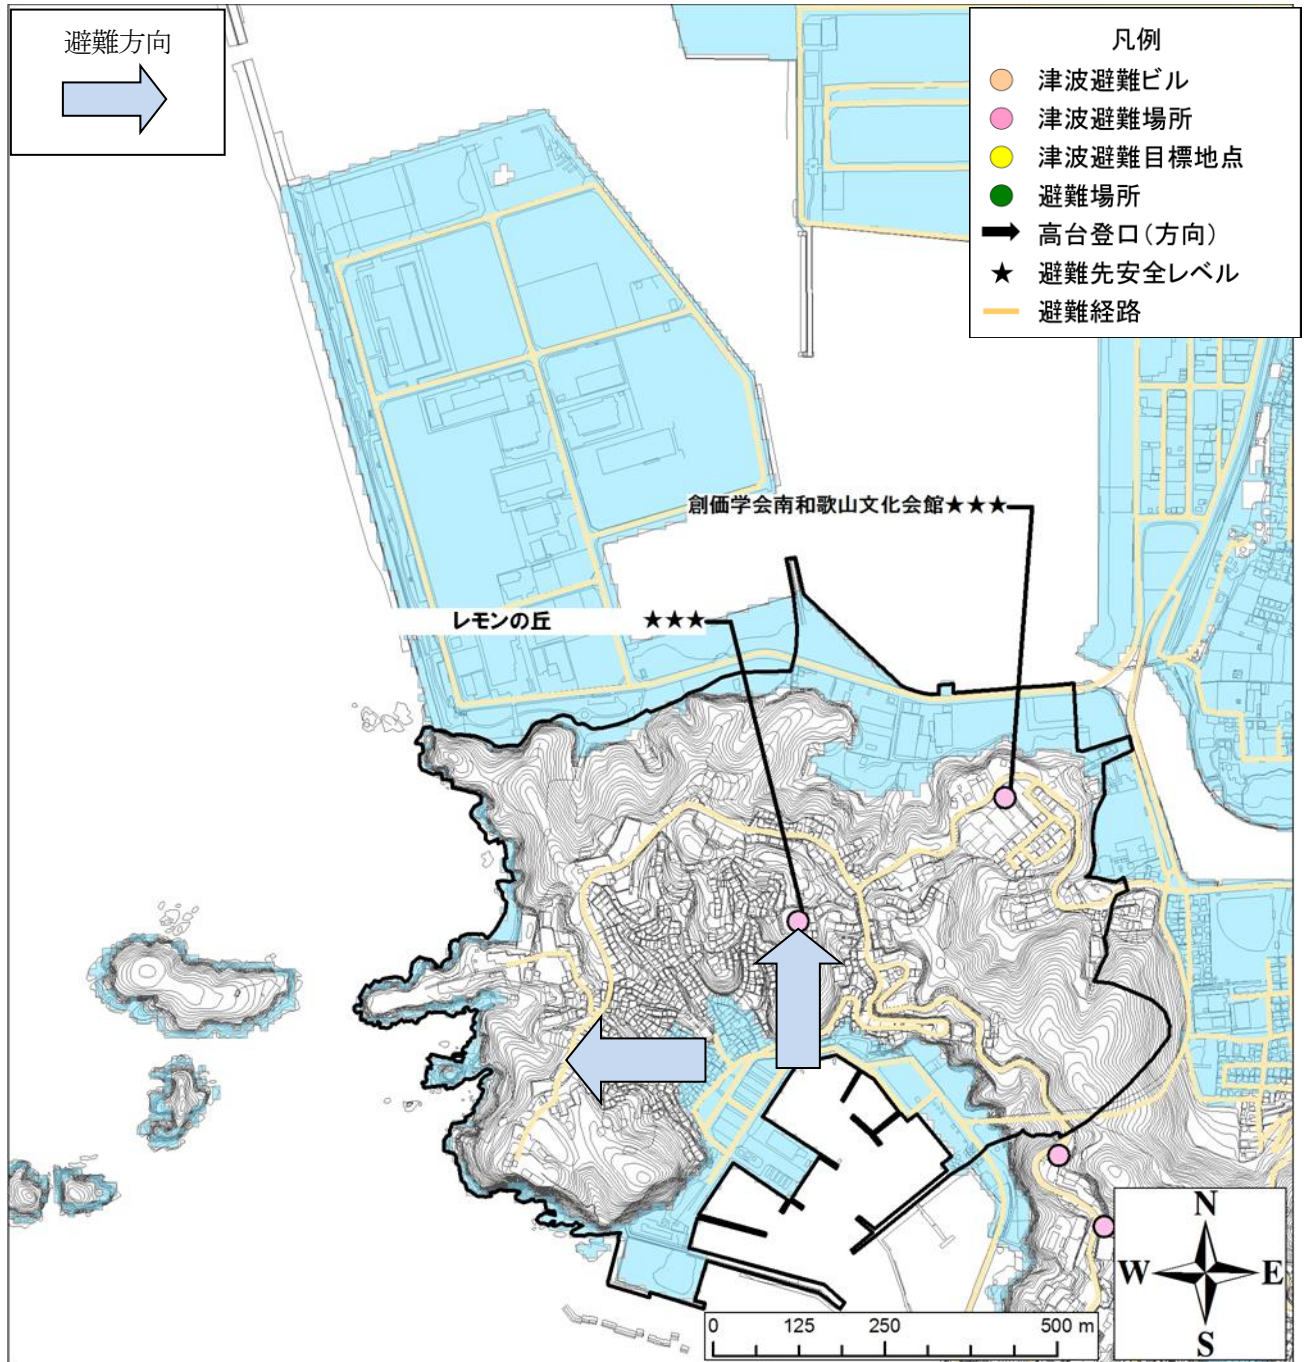 避難方向
凡例
津波避難ビル
津波避難場所
津波避難目標地点
避難場所
高台登口(方向)
★ 避難先安全レベル
避難経路
創価学会南和歌山文化会館★★★
レモンの丘 ★★★
N
W E
S
0 125 250 500 m